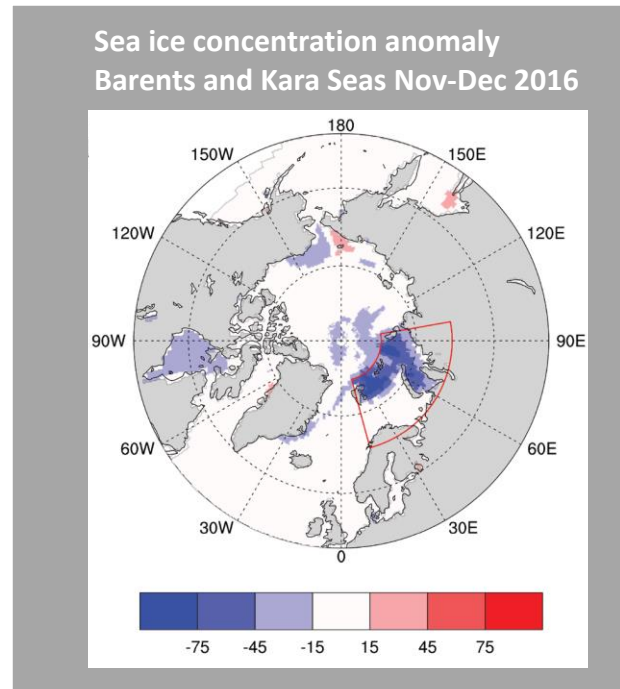 Sea ice concentration anomaly
Barents and Kara Seas Nov-Dec 2016
180
150W 150E
120W 120E
90W 90E
60W 60E
30W 30E
0
-75 -45 -15 15 45 75